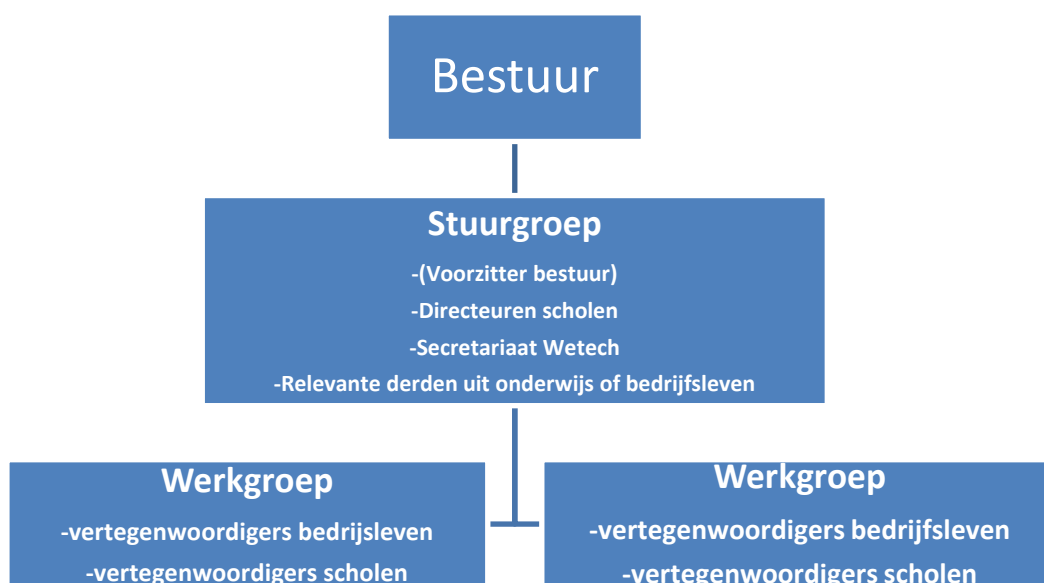 Bestuur
Stuurgroep
-(Voorzitter bestuur)
-Directeuren scholen
-Secretariaat Wetech
-Relevante derden uit onderwijs of bedrijfsleven
Werkgroep
-vertegenwoordigers bedrijsleven
-vertegenwoordigers scholen
Werkgroep
-vertegenwoordigers bedrijfsleven
-vertegenwoordigers scholen